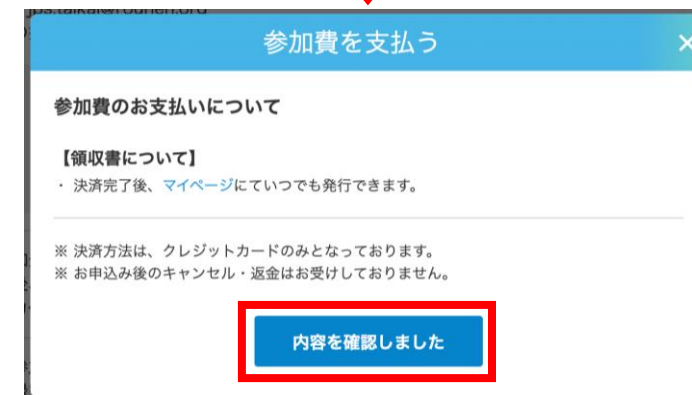 参加費を支払う
×
参加費のお支払いについて
【領収書について】
・ 決済完了後、マイページにていつでも発行できます。
※ 決済方法は、クレジットカードのみとなっております。
※ お申込み後のキャンセル・返金はお受けしておりません。
内容を確認しました